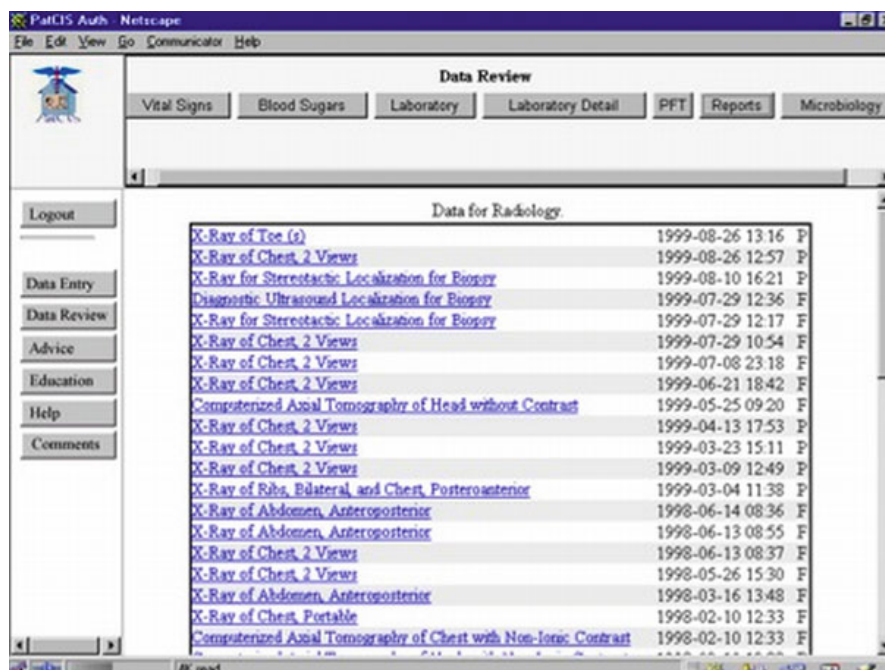 PatCIS Auth - Netscape
File Edit View Go Communicator Help
Data Review
Vital Signs Blood Sugars Laboratory Laboratory Detail PFT Reports Microbiology
Logout
Data Entry
Data Review
Advice
Education
Help
Comments
Data for Radiology.
X-Ray of Toe (s) 1999-08-26 13:16 P
X-Ray of Chest, 2 Views 1999-08-26 12:57 P
X-Ray for Stereotactic Localization for Biopsy 1999-08-10 16:21 P
Diagnostic Ultrasound Localization for Biopsy 1999-07-29 12:36 F
X-Ray for Stereotactic Localization for Biopsy 1999-07-29 12:17 F
X-Ray of Chest, 2 Views 1999-07-29 10:54 F
X-Ray of Chest, 2 Views 1999-07-08 23:18 F
X-Ray of Chest, 2 Views 1999-06-21 18:42 F
Computerized Axial Tomography of Head without Contrast 1999-05-25 09:20 F
X-Ray of Chest, 2 Views 1999-04-13 17:53 P
X-Ray of Chest, 2 Views 1999-03-23 15:11 P
X-Ray of Chest, 2 Views 1999-03-09 12:49 P
X-Ray of Ribs, Bilateral, and Chest, Posteroanterior 1999-03-04 11:38 P
X-Ray of Abdomen, Anteroposterior 1998-06-14 08:36 F
X-Ray of Abdomen, Anteroposterior 1998-06-13 08:55 F
X-Ray of Chest, 2 Views 1998-06-13 08:37 F
X-Ray of Chest, 2 Views 1998-05-26 15:30 F
X-Ray of Abdomen, Anteroposterior 1998-03-16 13:48 F
X-Ray of Chest, Portable 1998-02-10 12:33 F
Computerized Axial Tomography of Chest with Non-Ionic Contrast 1998-02-10 12:33 F
read